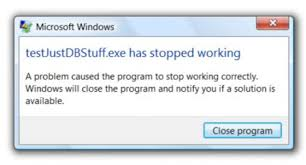 Microsoft Windows
testJustDBStuff.exe has stopped working
A problem caused the program to stop working correctly.
Windows will close the program and notify you if a solution is
available.
Close program